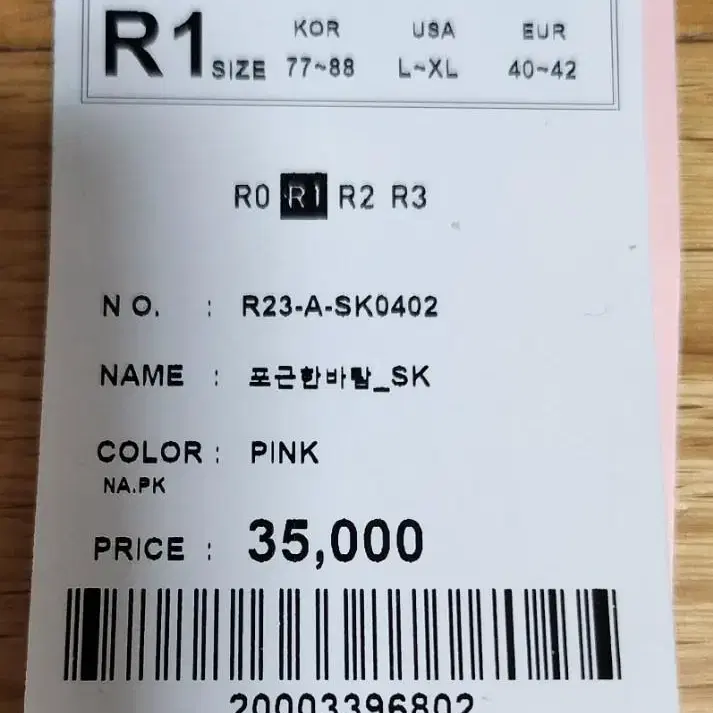 R1 SIZE KOR USA EUR
77~88 L~XL 40~42
R0 R1 R2 R3
NO. : R23-A-SK0402
NAME : 포근한바람_SK
COLOR : PINK
NA.PK
PRICE : 35,000
20003396802